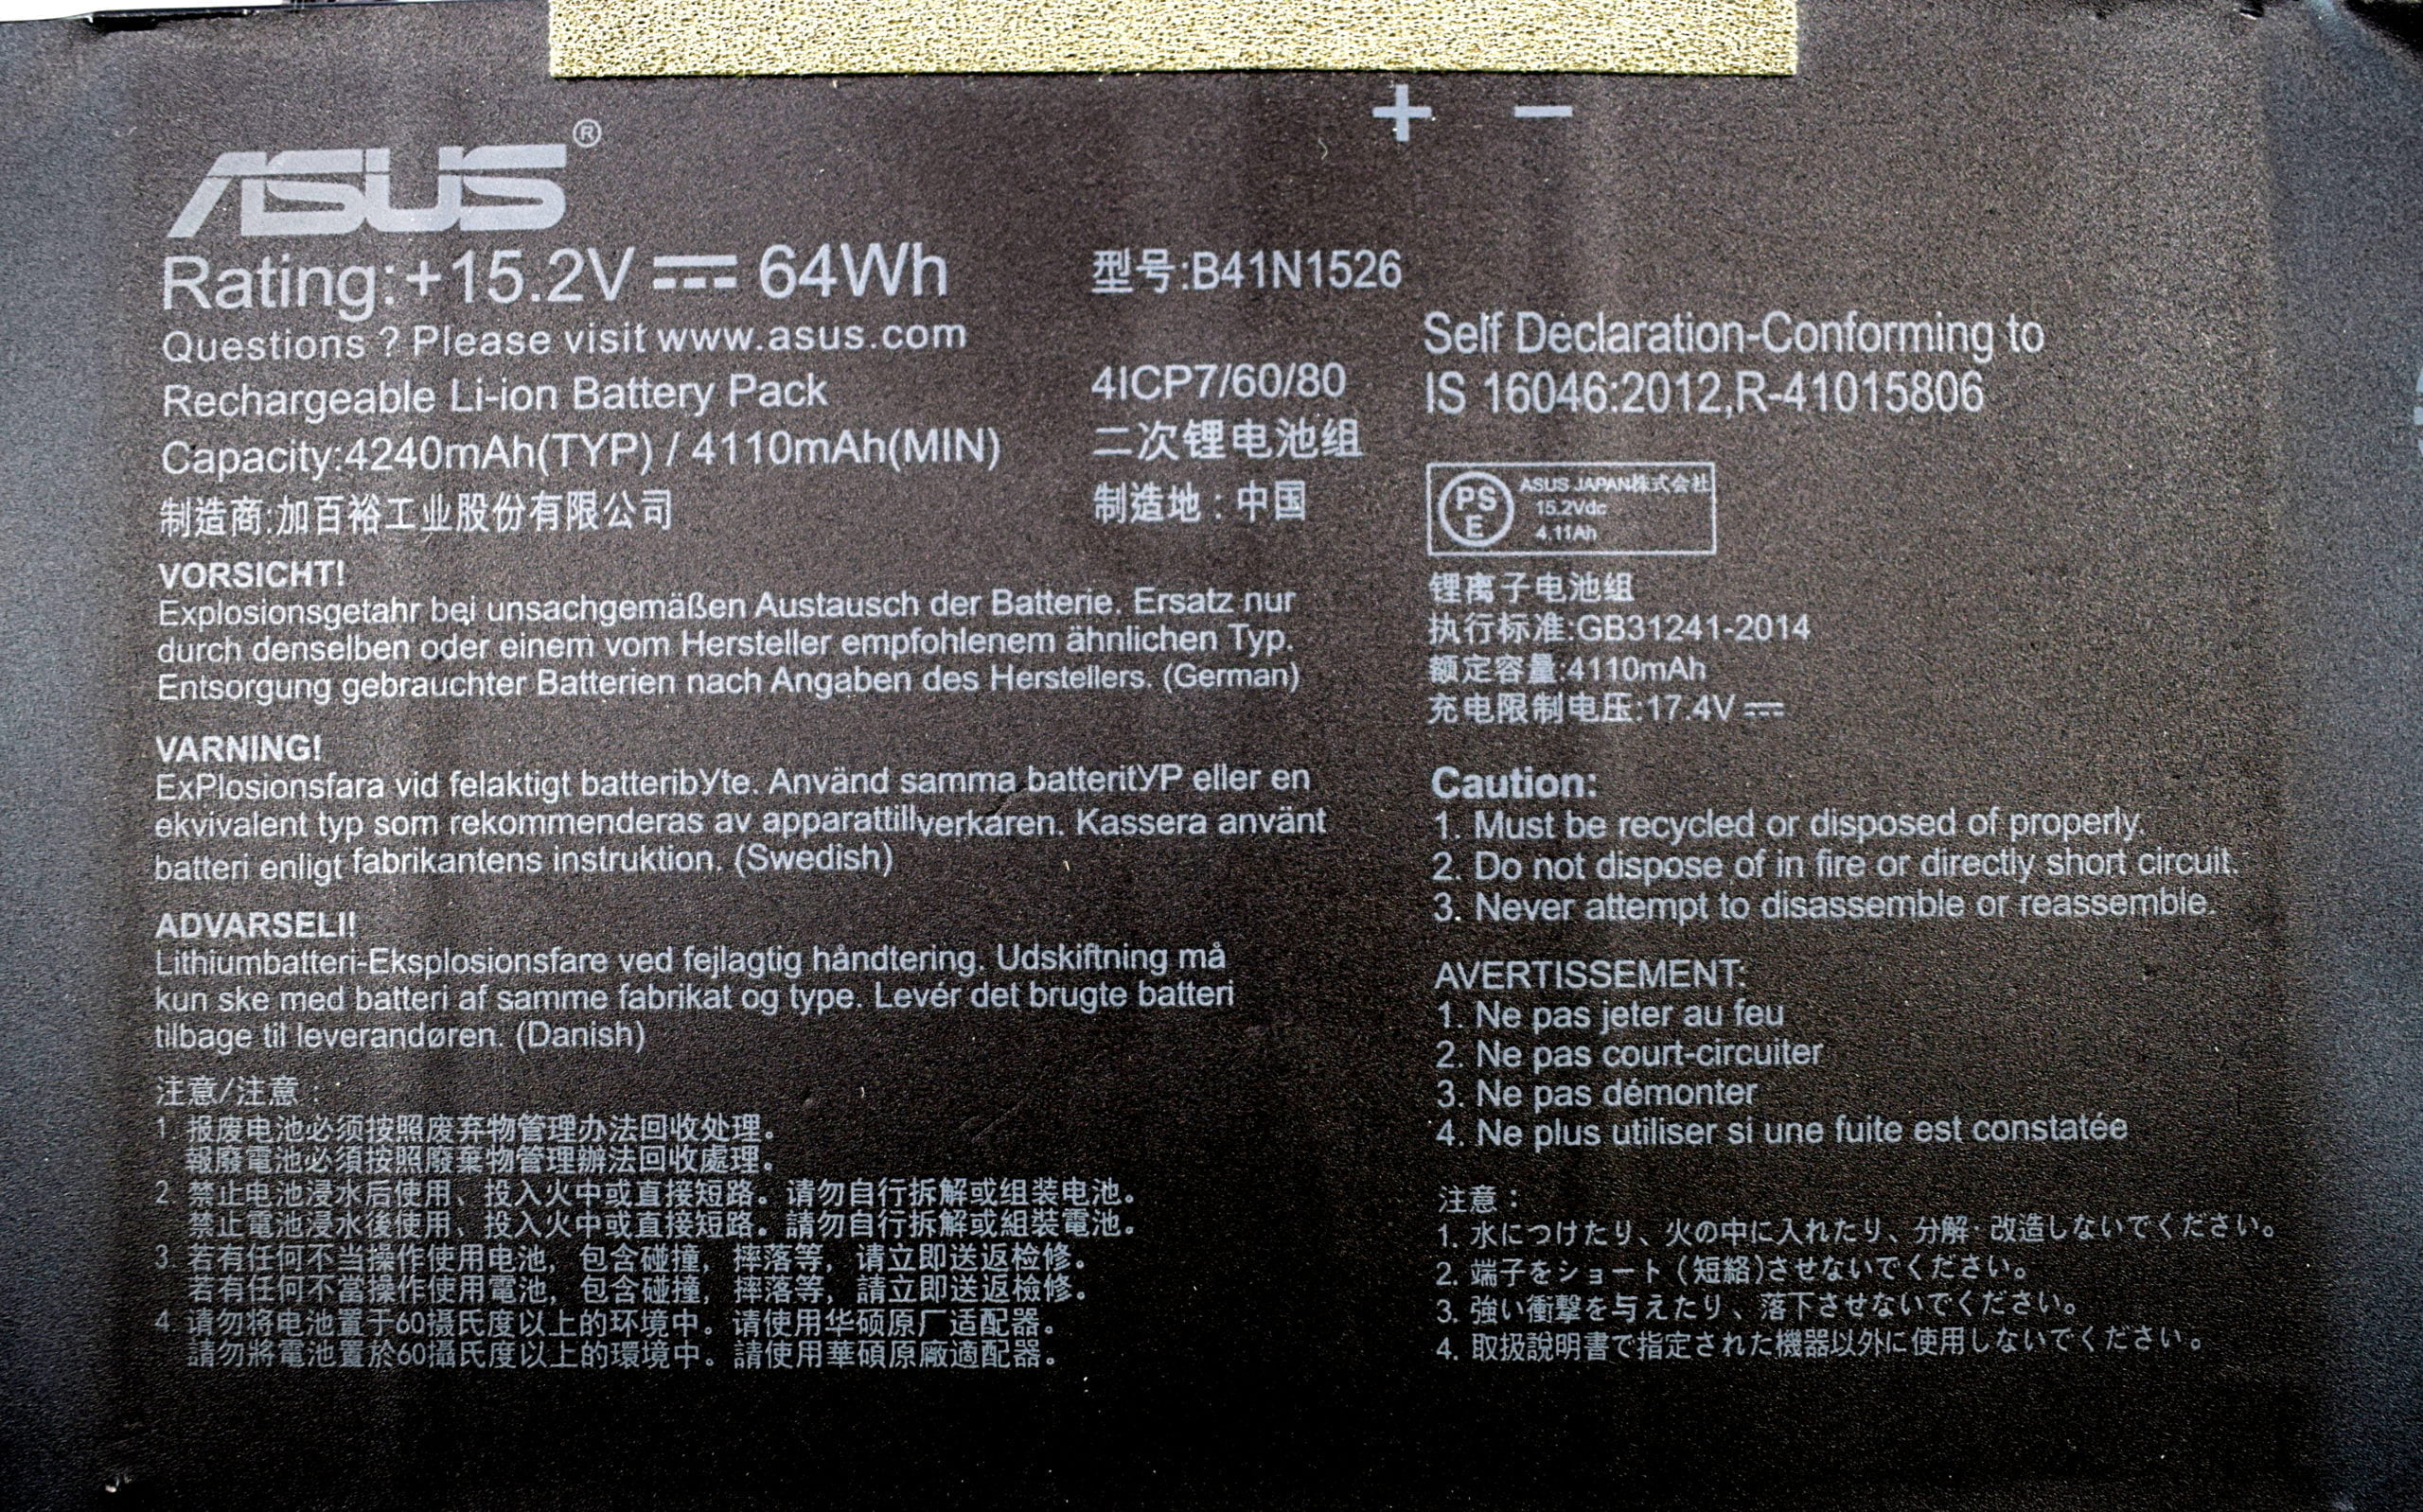 + −
ASUS®
Rating:+15.2V ⎓ 64Wh
Questions ? Please visit www.asus.com
Rechargeable Li-ion Battery Pack
Capacity:4240mAh(TYP) / 4110mAh(MIN)
制造商:加百裕工业股份有限公司
型号:B41N1526
4ICP7/60/80
二次锂电池组
制造地：中国
VORSICHT!
Explosionsgetahr bei unsachgemäßen Austausch der Batterie. Ersatz nur
durch denselben oder einem vom Hersteller empfohlenem ähnlichen Typ.
Entsorgung gebrauchter Batterien nach Angaben des Herstellers. (German)
VARNING!
ExPlosionsfara vid felaktigt batteribYte. Använd samma batteritYP eller en
ekvivalent typ som rekommenderas av apparattillverkaren. Kassera använt
batteri enligt fabrikantens instruktion. (Swedish)
ADVARSELI!
Lithiumbatteri-Eksplosionsfare ved fejlagtig håndtering. Udskiftning må
kun ske med batteri af samme fabrikat og type. Levér det brugte batteri
tilbage til leverandøren. (Danish)
注意/注意：
1. 报废电池必须按照废弃物管理办法回收处理。
報廢電池必須按照廢棄物管理辦法回收處理。
2. 禁止电池浸水后使用、投入火中或直接短路。请勿自行拆解或组装电池。
禁止電池浸水後使用、投入火中或直接短路。請勿自行拆解或組裝電池。
3. 若有任何不当操作使用电池，包含碰撞，摔落等，请立即送返检修。
若有任何不當操作使用電池，包含碰撞，摔落等，請立即送返檢修。
4. 请勿将电池置于60摄氏度以上的环境中。请使用华硕原厂适配器。
請勿將電池置於60攝氏度以上的環境中。請使用華碩原廠適配器。
Self Declaration-Conforming to
IS 16046:2012,R-41015806
PS
E
ASUS JAPAN株式会社
15.2Vdc
4.11Ah
锂离子电池组
执行标准:GB31241-2014
额定容量:4110mAh
充电限制电压:17.4V ⎓
Caution:
1. Must be recycled or disposed of properly.
2. Do not dispose of in fire or directly short circuit.
3. Never attempt to disassemble or reassemble.
AVERTISSEMENT:
1. Ne pas jeter au feu
2. Ne pas court-circuiter
3. Ne pas démonter
4. Ne plus utiliser si une fuite est constatée
注意：
1. 水につけたり、火の中に入れたり、分解·改造しないでください。
2. 端子をショート（短絡)させないでください。
3. 強い衝撃を与えたり、落下させないでください。
4. 取扱説明書で指定された機器以外に使用しないでください。